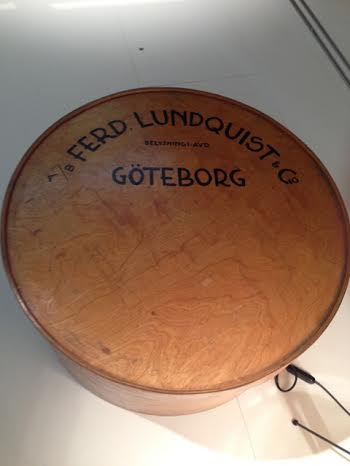 A/B FERD. LUNDQUIST & Co
BELYSNINGS-AVD
GÖTEBORG